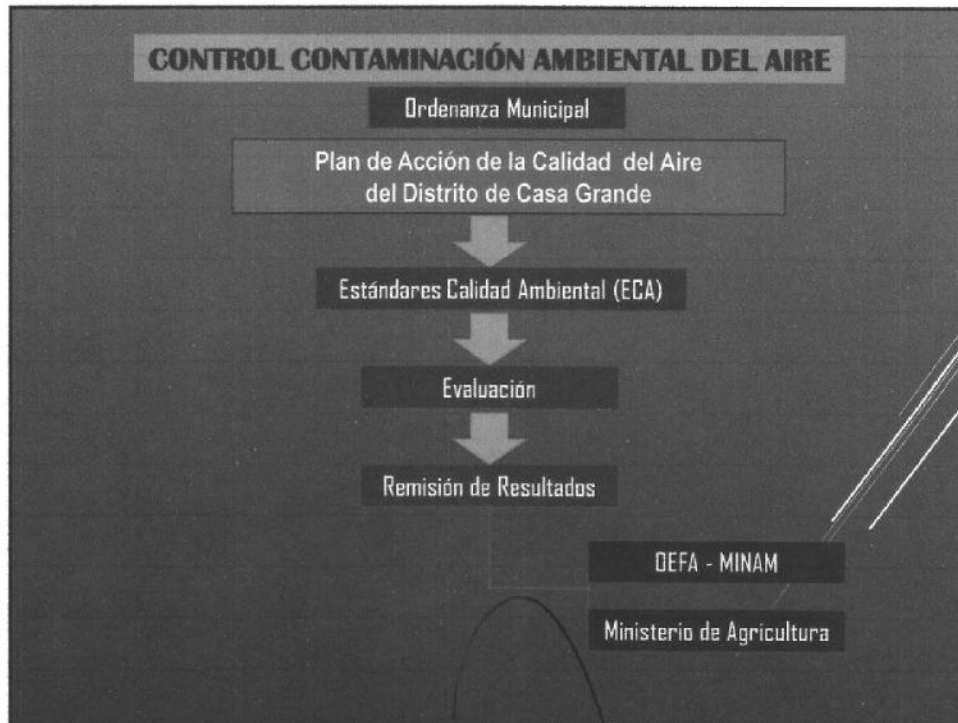 CONTROL CONTAMINACIÓN AMBIENTAL DEL AIRE
Ordenanza Municipal
Plan de Acción de la Calidad del Aire
del Distrito de Casa Grande
Estándares Calidad Ambiental (ECA)
Evaluación
Remisión de Resultados
OEFA - MINAM
Ministerio de Agricultura